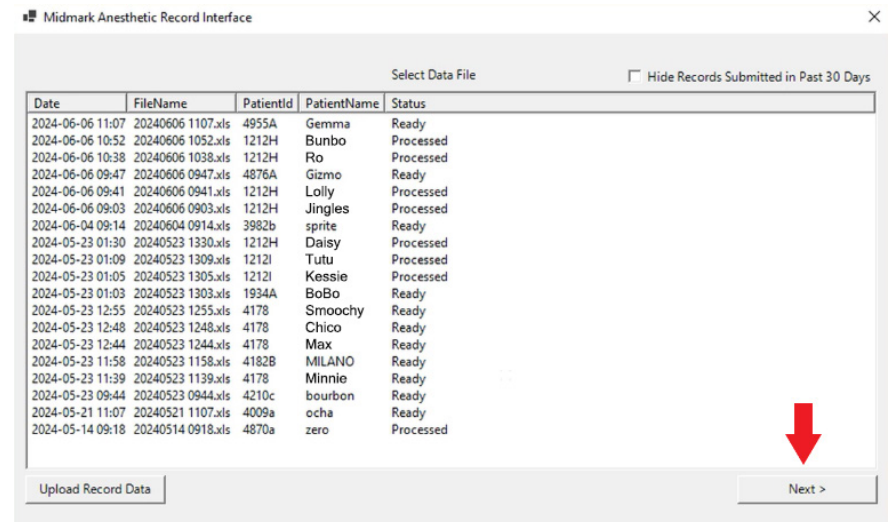 Midmark Anesthetic Record Interface
Select Data File
Hide Records Submitted in Past 30 Days
Date FileName PatientId PatientName Status
2024-06-06 11:07 20240606 1107.xls 4955A Gemma Ready
2024-06-06 10:52 20240606 1052.xls 1212H Bunbo Processed
2024-06-06 10:38 20240606 1038.xls 1212H Ro Processed
2024-06-06 09:47 20240606 0947.xls 4876A Gizmo Ready
2024-06-06 09:41 20240606 0941.xls 1212H Lolly Processed
2024-06-06 09:03 20240606 0903.xls 1212H Jingles Processed
2024-06-04 09:14 20240604 0914.xls 3982b sprite Ready
2024-05-23 01:30 20240523 1330.xls 1212H Daisy Processed
2024-05-23 01:09 20240523 1309.xls 1212I Tutu Processed
2024-05-23 01:05 20240523 1305.xls 1212I Kessie Processed
2024-05-23 01:03 20240523 1303.xls 1934A BoBo Ready
2024-05-23 12:55 20240523 1255.xls 4178 Smoochy Ready
2024-05-23 12:48 20240523 1248.xls 4178 Chico Ready
2024-05-23 12:44 20240523 1244.xls 4178 Max Ready
2024-05-23 11:58 20240523 1158.xls 4182B MILANO Ready
2024-05-23 11:39 20240523 1139.xls 4178 Minnie Ready
2024-05-23 09:44 20240523 0944.xls 4210c bourbon Ready
2024-05-21 11:07 20240521 1107.xls 4009a ocha Ready
2024-05-14 09:18 20240514 0918.xls 4870a zero Processed
Upload Record Data
Next >